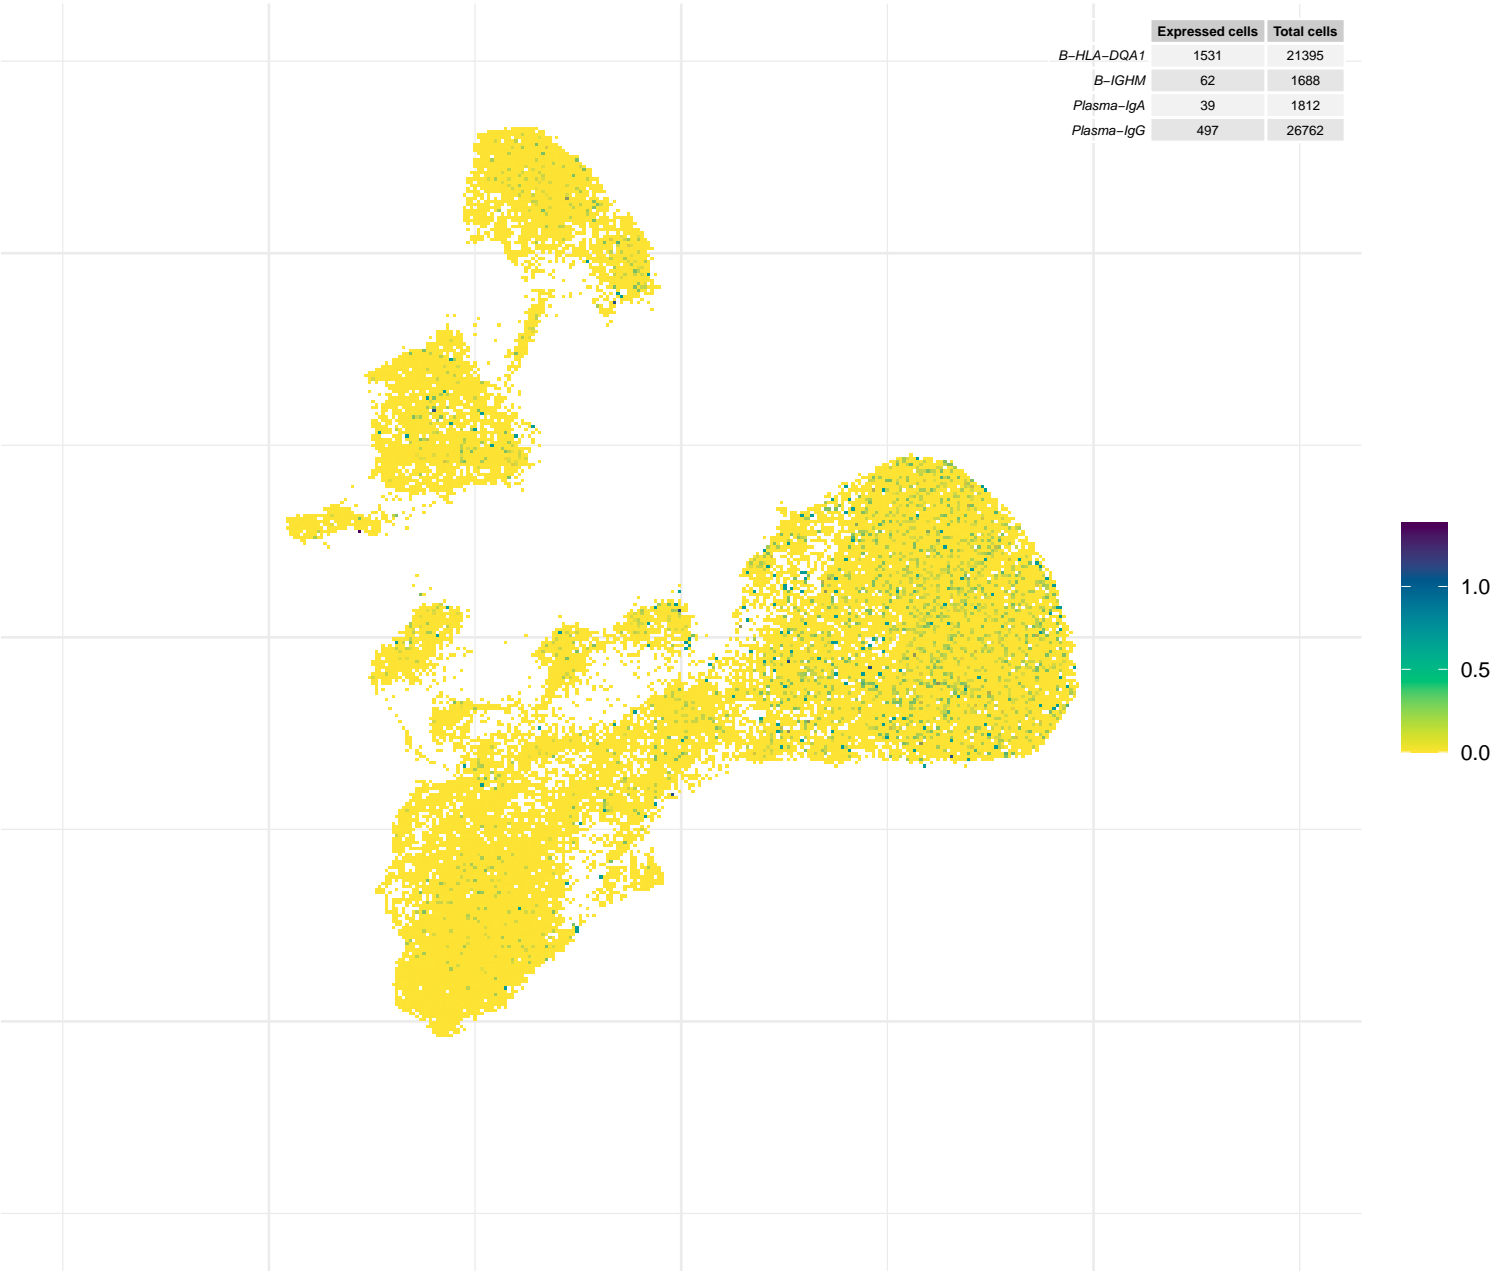 Expressed cells Total cells
B−HLA−DQA1 1531 21395
B−IGHM 62 1688
Plasma−IgA 39 1812
Plasma−IgG 497 26762
1.0
0.5
0.0